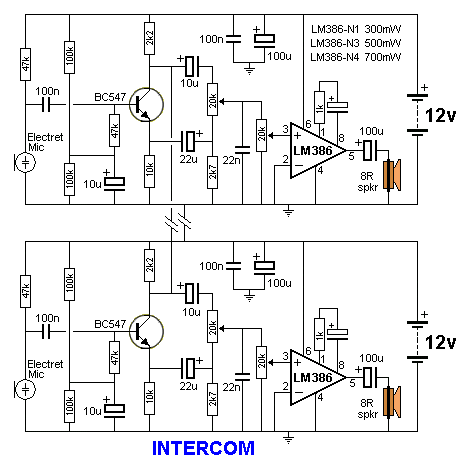 LM386-N1 300mW
LM386-N3 500mW
LM386-N4 700mW
47k
100k
2k2
100n
100u
10u
1k
12v
100n
BC547
20k
Electret
Mic
47k
20k
3
6
1
8
100u
LM386
2
4
5
22u
22n
100k
10u
10k
2k7
8R
spkr
47k
100k
2k2
100n
100u
10u
1k
12v
100n
BC547
20k
Electret
Mic
47k
20k
3
6
1
8
100u
LM386
2
4
5
22u
22n
100k
10u
10k
2k7
8R
spkr
INTERCOM